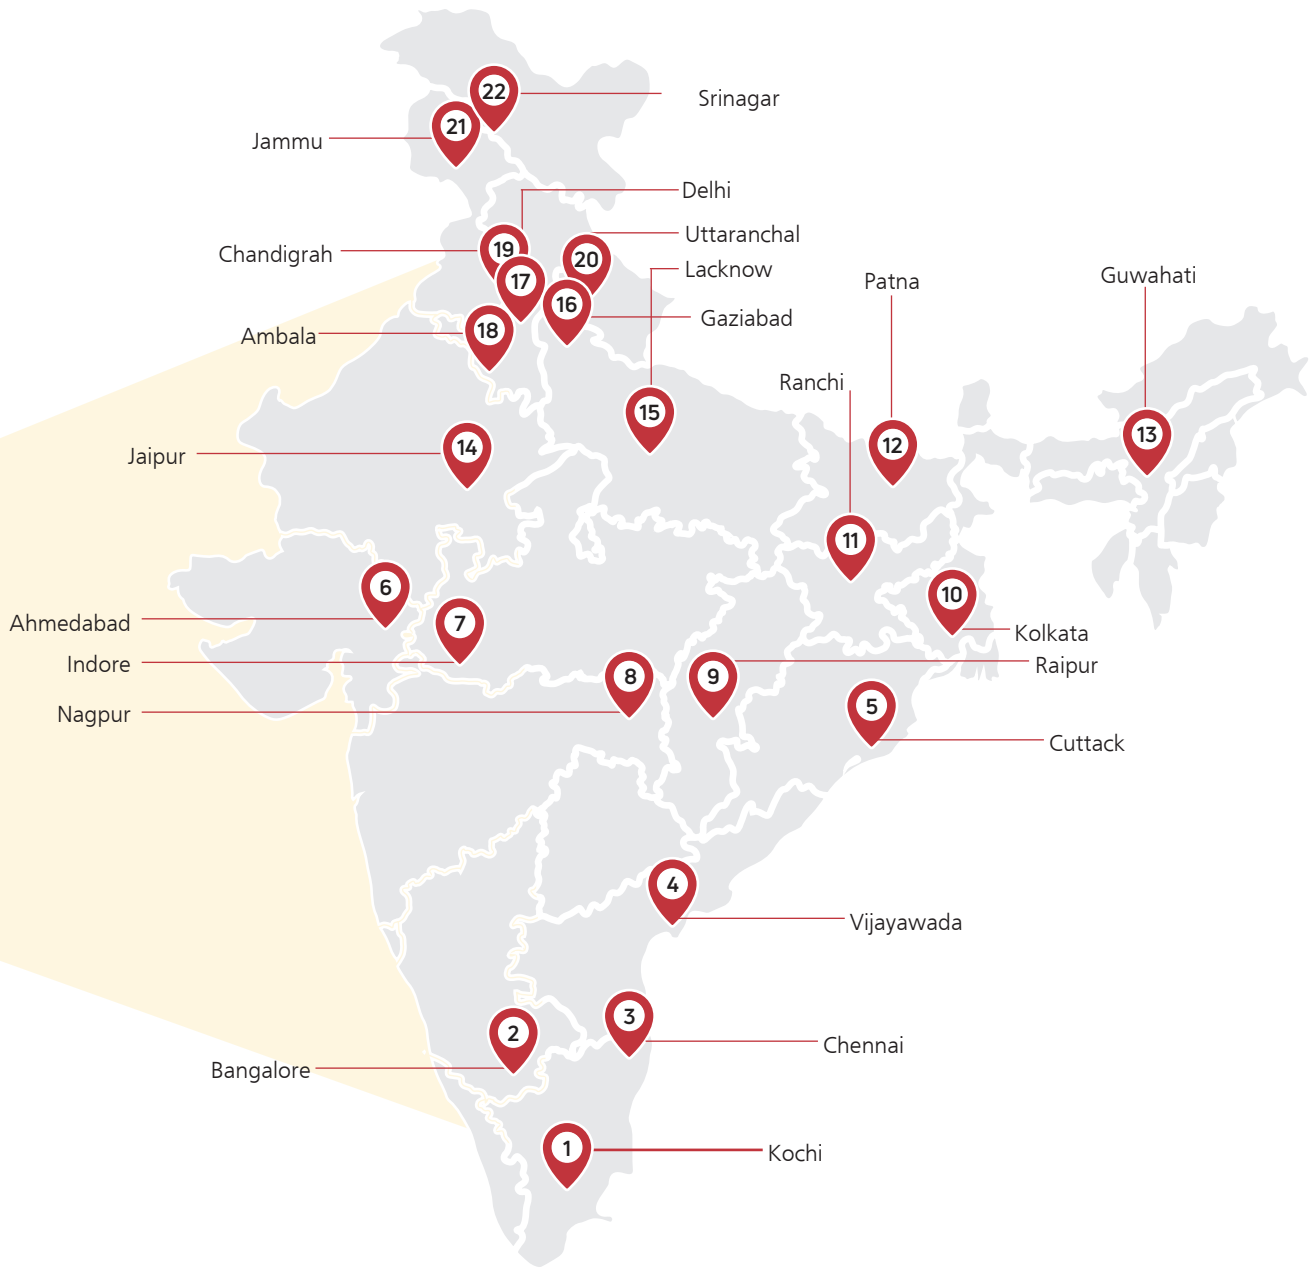 22
Srinagar
21
Jammu
Delhi
Uttaranchal
Chandigrah
19
20
Lacknow
17
Patna
Guwahati
16
Gaziabad
18
Ambala
Ranchi
15
13
12
14
Jaipur
11
6
10
Ahmedabad
7
Kolkata
Indore
Raipur
8
9
Nagpur
5
Cuttack
4
Vijayawada
3
2
Chennai
Bangalore
1
Kochi